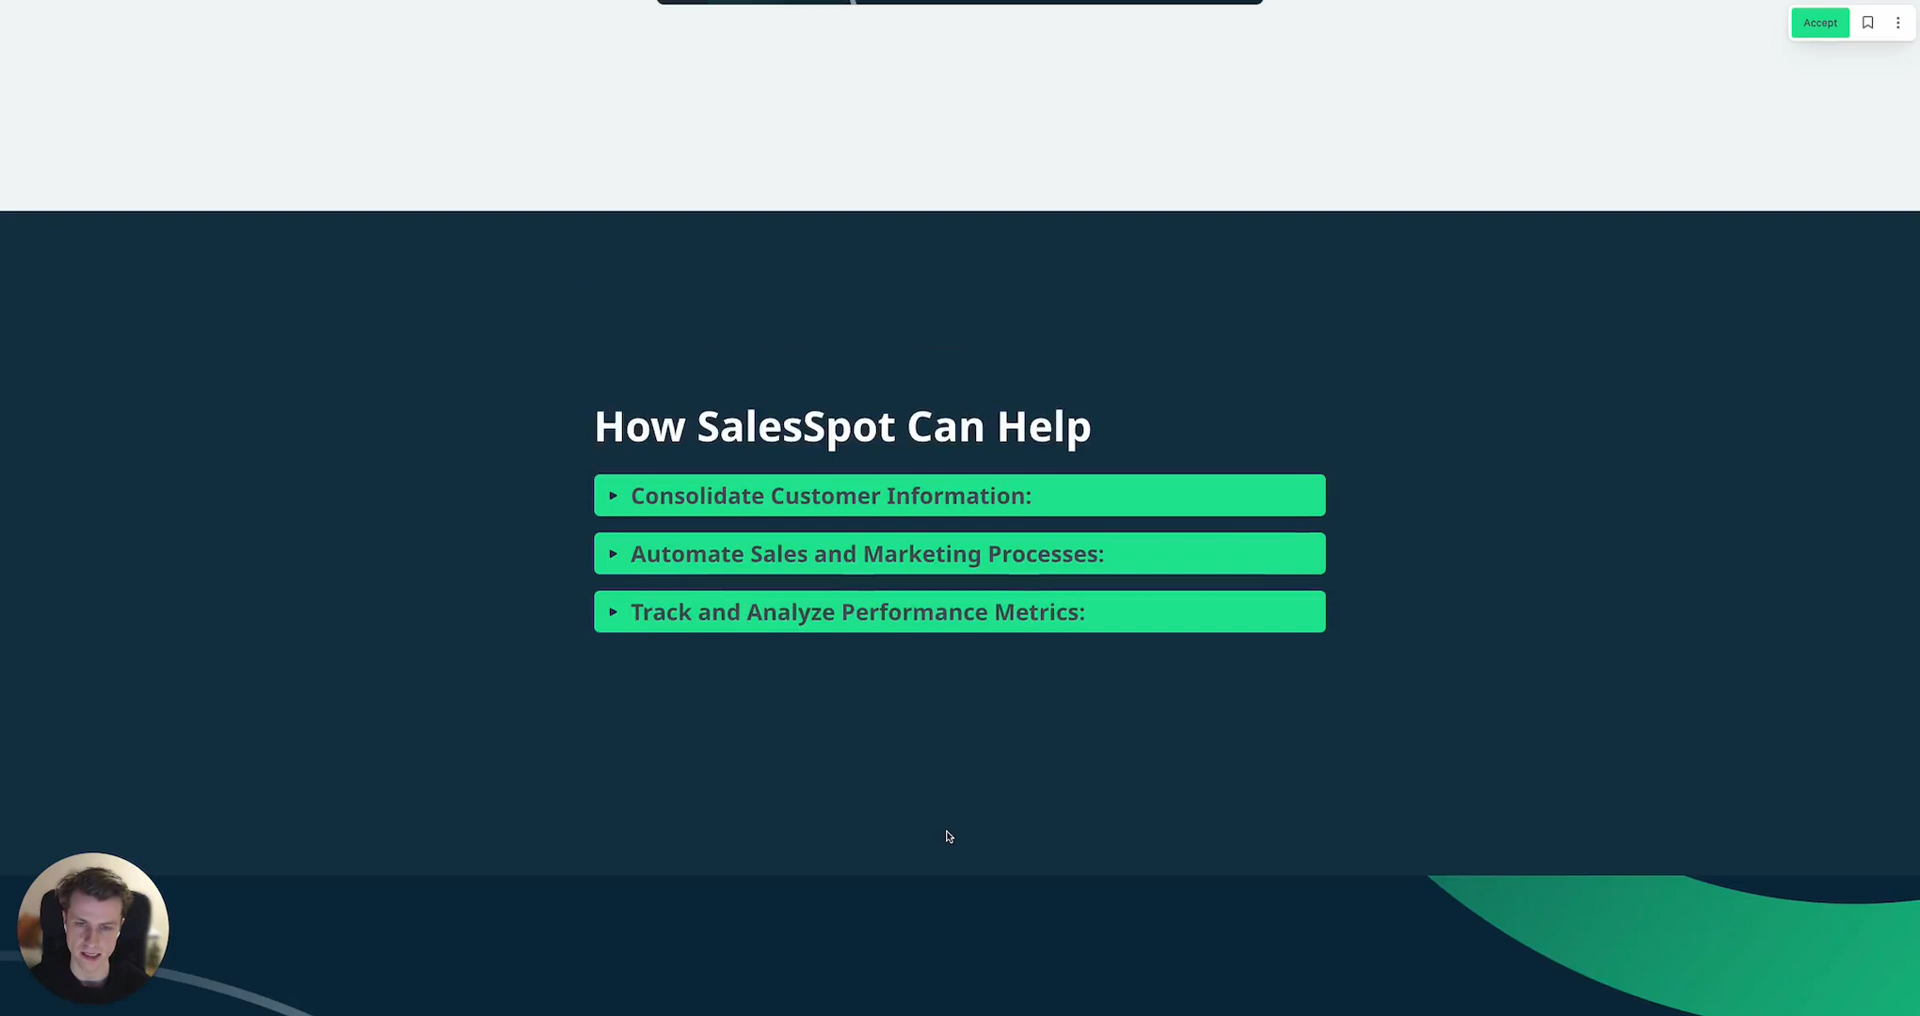 Accept
How SalesSpot Can Help
Consolidate Customer Information:
Automate Sales and Marketing Processes:
Track and Analyze Performance Metrics: